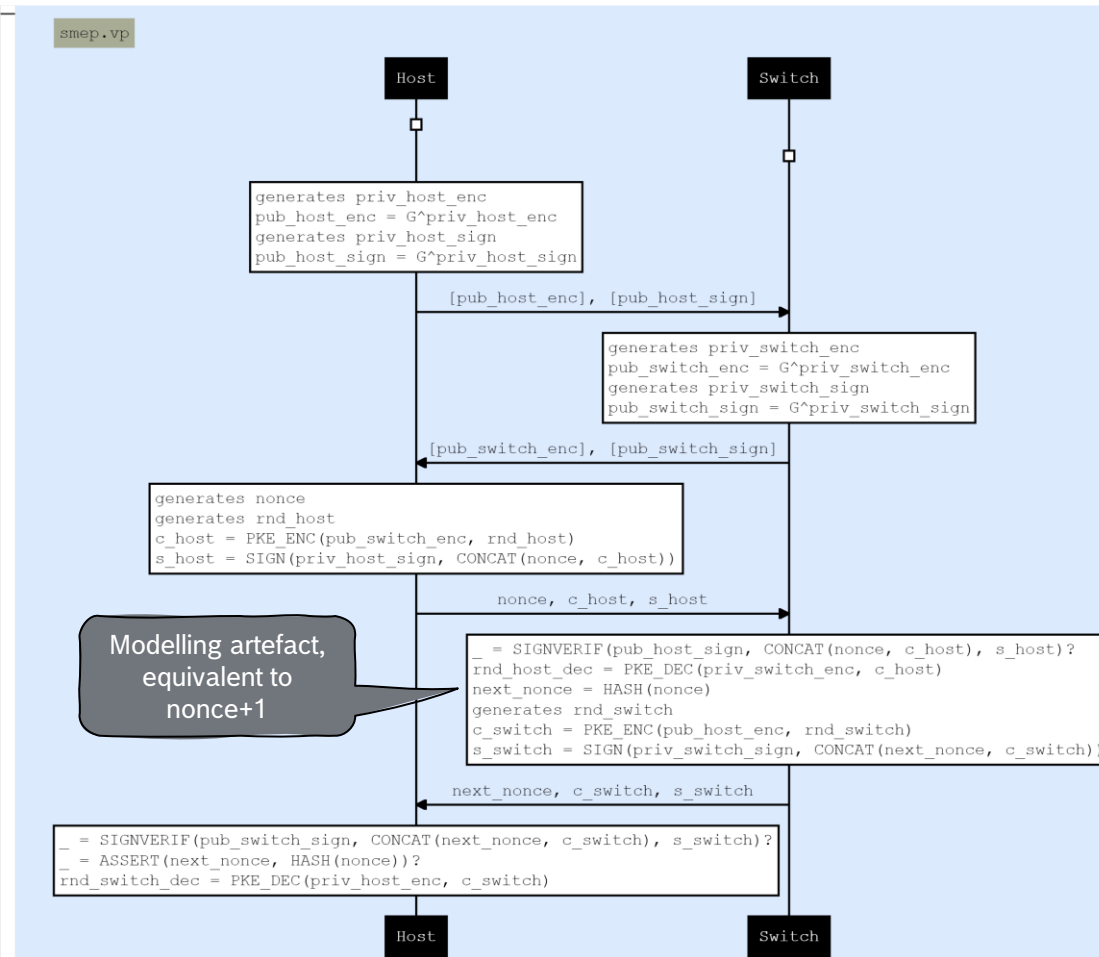 smep.vp
Host
Switch
generates priv_host_enc
pub_host_enc = G^priv_host_enc
generates priv_host_sign
pub_host_sign = G^priv_host_sign
[pub_host_enc], [pub_host_sign]
generates priv_switch_enc
pub_switch_enc = G^priv_switch_enc
generates priv_switch_sign
pub_switch_sign = G^priv_switch_sign
[pub_switch_enc], [pub_switch_sign]
generates nonce
generates rnd_host
c_host = PKE_ENC(pub_switch_enc, rnd_host)
s_host = SIGN(priv_host_sign, CONCAT(nonce, c_host))
nonce, c_host, s_host
Modelling artefact,
equivalent to
nonce+1
_ = SIGNVERIF(pub_host_sign, CONCAT(nonce, c_host), s_host)?
rnd_host_dec = PKE_DEC(priv_switch_enc, c_host)
next_nonce = HASH(nonce)
generates rnd_switch
c_switch = PKE_ENC(pub_host_enc, rnd_switch)
s_switch = SIGN(priv_switch_sign, CONCAT(next_nonce, c_switch))
next_nonce, c_switch, s_switch
_ = SIGNVERIF(pub_switch_sign, CONCAT(next_nonce, c_switch), s_switch)?
_ = ASSERT(next_nonce, HASH(nonce))?
rnd_switch_dec = PKE_DEC(priv_host_enc, c_switch)
Host
Switch